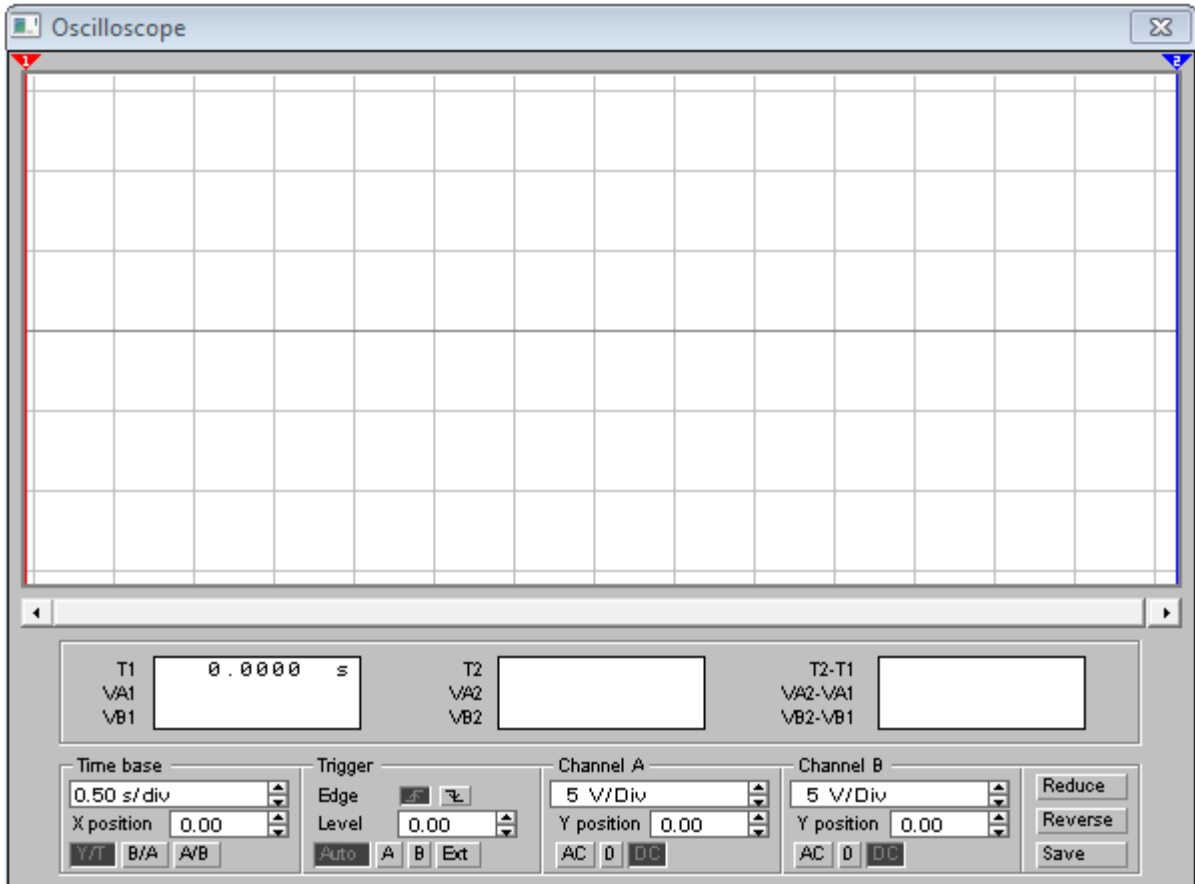 Oscilloscope
1 2
T1 0.0000 s T2 T2-T1
VA1 VA2 VA2-VA1
VB1 VB2 VB2-VB1
Time base Trigger Channel A Channel B
0.50 s/div Edge 5 V/Div 5 V/Div Reduce
X position 0.00 Level 0.00 Y position 0.00 Y position 0.00 Reverse
Y/T B/A A/B Auto A B Ext AC 0 DC AC 0 DC Save